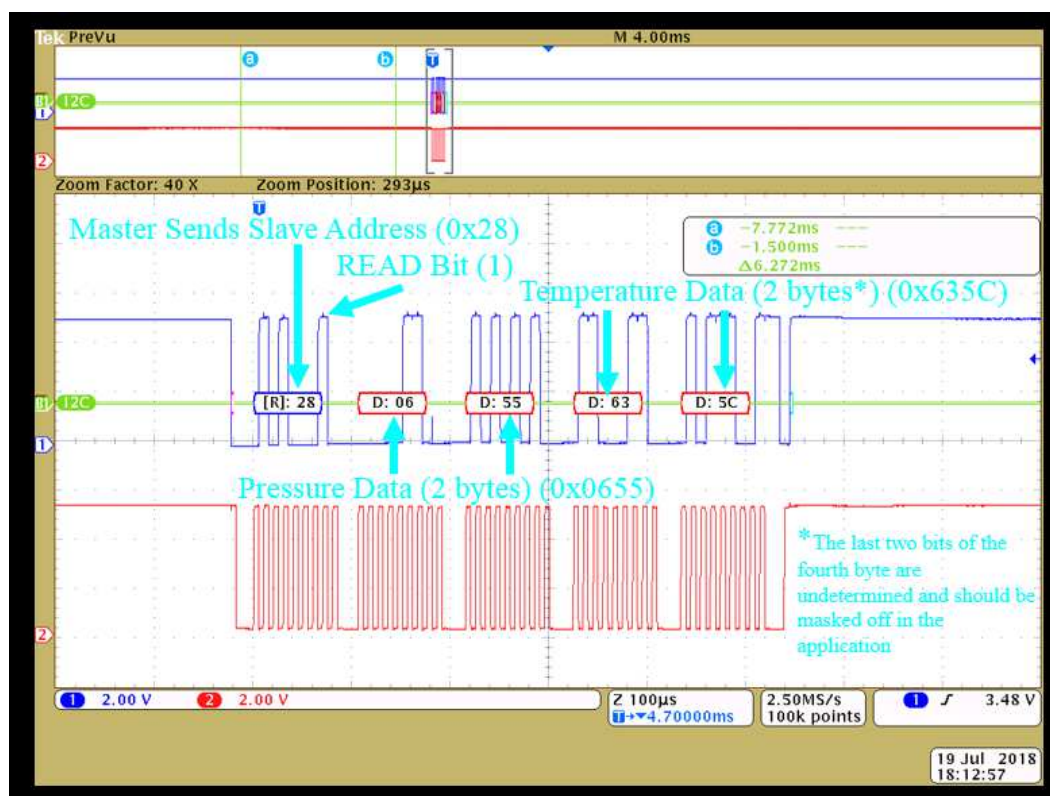 Tek PreVu M 4.00ms
a b T
B1 I2C
1
2
Zoom Factor: 40 X Zoom Position: 293µs
T
Master Sends Slave Address (0x28)
a -7.772ms ---
b -1.500ms ---
Δ6.272ms
READ Bit (1)
Temperature Data (2 bytes*) (0x635C)
B1 I2C [R]: 28 D: 06 D: 55 D: 63 D: 5C
1
Pressure Data (2 bytes) (0x0655)
*The last two bits of the
fourth byte are
undetermined and should be
masked off in the
application
2
1 2.00 V 2 2.00 V Z 100µs 2.50MS/s 1 3.48 V
T→▼4.70000ms 100k points
19 Jul 2018
18:12:57